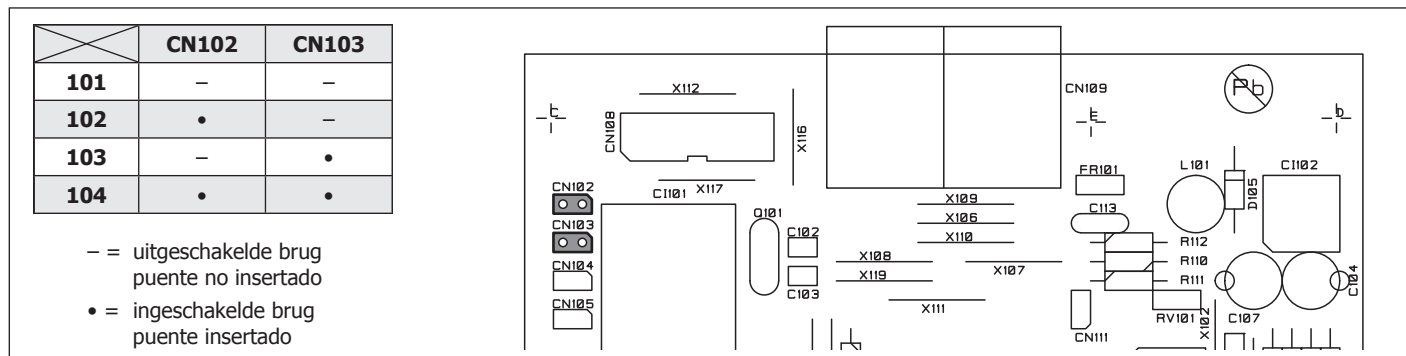 CN102 CN103
101 – –
102 • –
103 – •
104 • •
– = uitgeschakelde brug
puente no insertado
• = ingeschakelde brug
puente insertado
X112
CN108
X116
X117
CN109
t
E
b
Pb
CN102
CN103
CN104
CN105
CI101
Q101
C102
C103
X109
X106
X110
X108
X107
X119
X111
FR101
C113
L101
D105
CI102
R112
R110
R111
RV101
X102
C107
C104
CN111